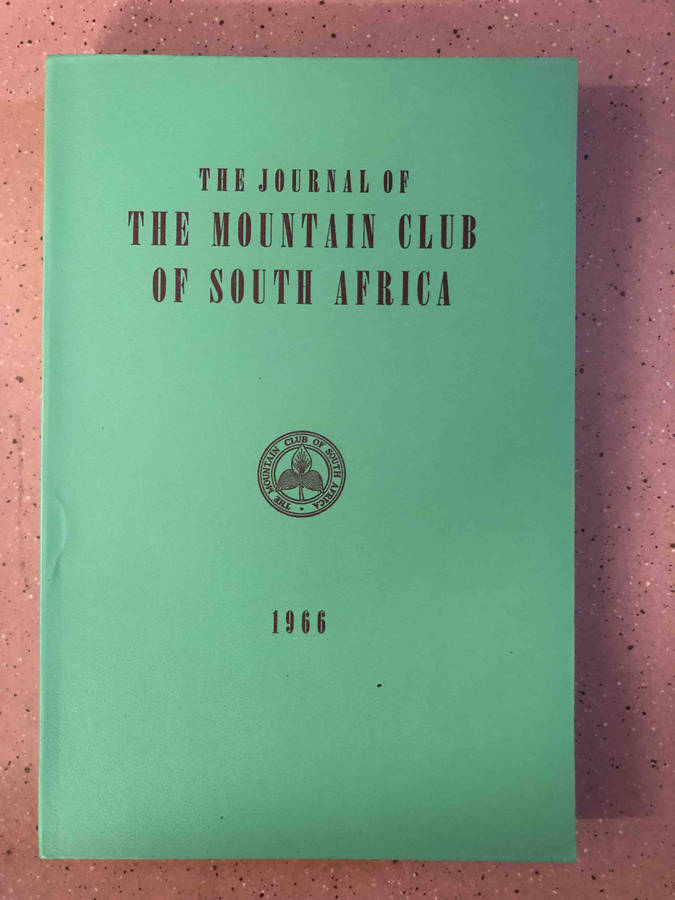 THE JOURNAL OF
THE MOUNTAIN CLUB
OF SOUTH AFRICA
THE MOUNTAIN CLUB OF SOUTH AFRICA
1966